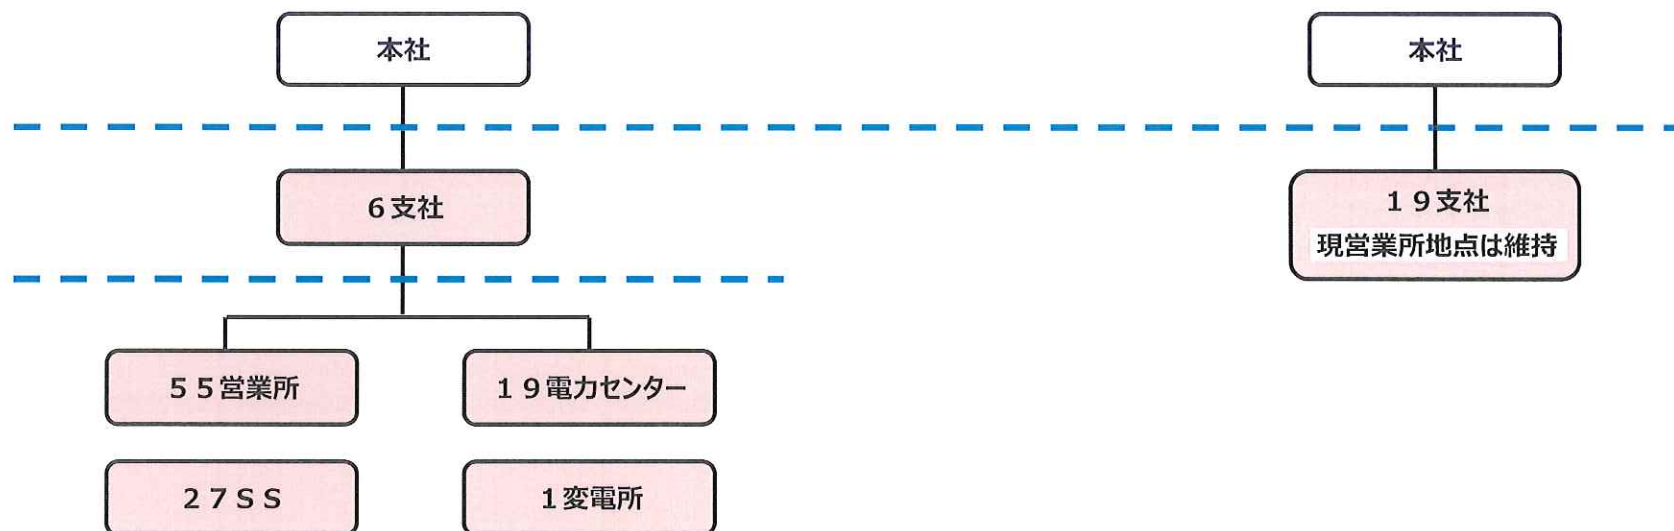 本社
6支社
55営業所
19電力センター
27SS
1変電所
本社
19支社
現営業所地点は維持